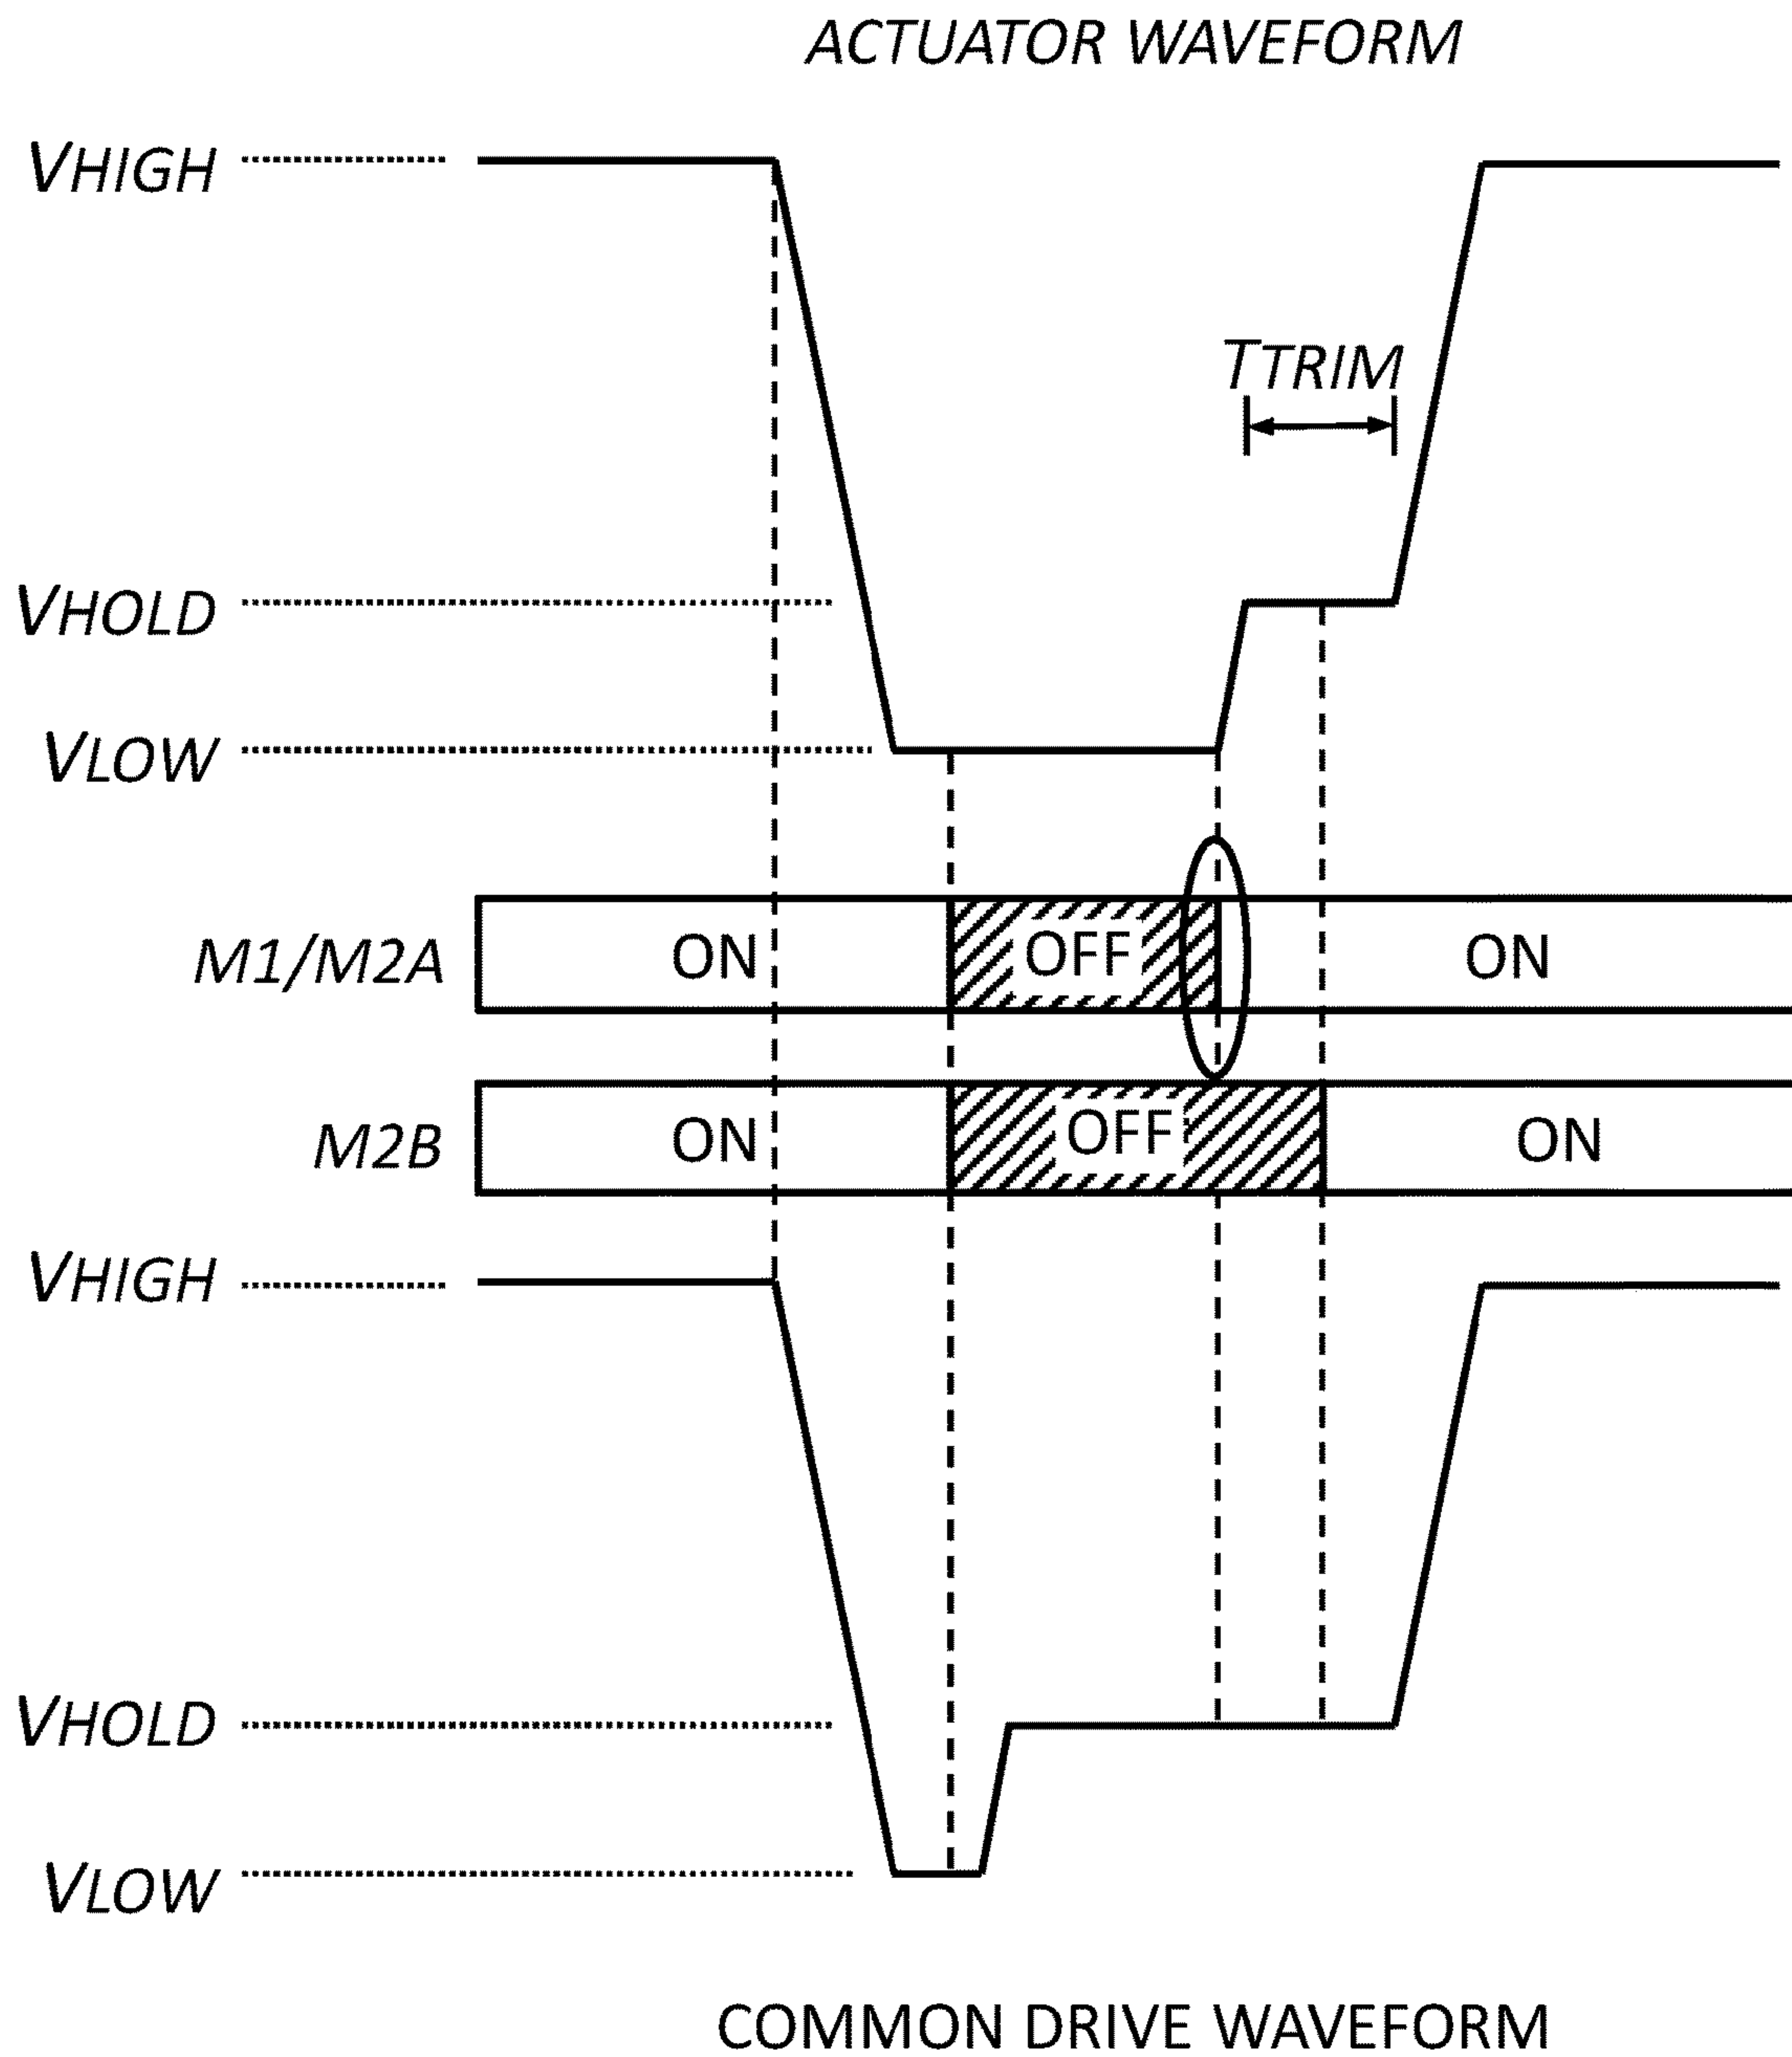 ACTUATOR WAVEFORM
VHIGH
TTRIM
VHOLD
VLOW
M1/M2A ON OFF ON
M2B ON OFF ON
VHIGH
VHOLD
VLOW
COMMON DRIVE WAVEFORM